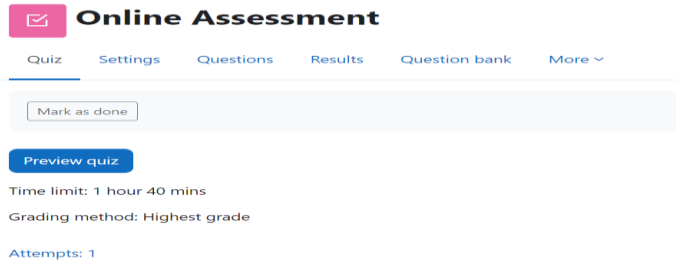 Online Assessment
Quiz Settings Questions Results Question bank More
Mark as done
Preview quiz
Time limit: 1 hour 40 mins
Grading method: Highest grade
Attempts: 1